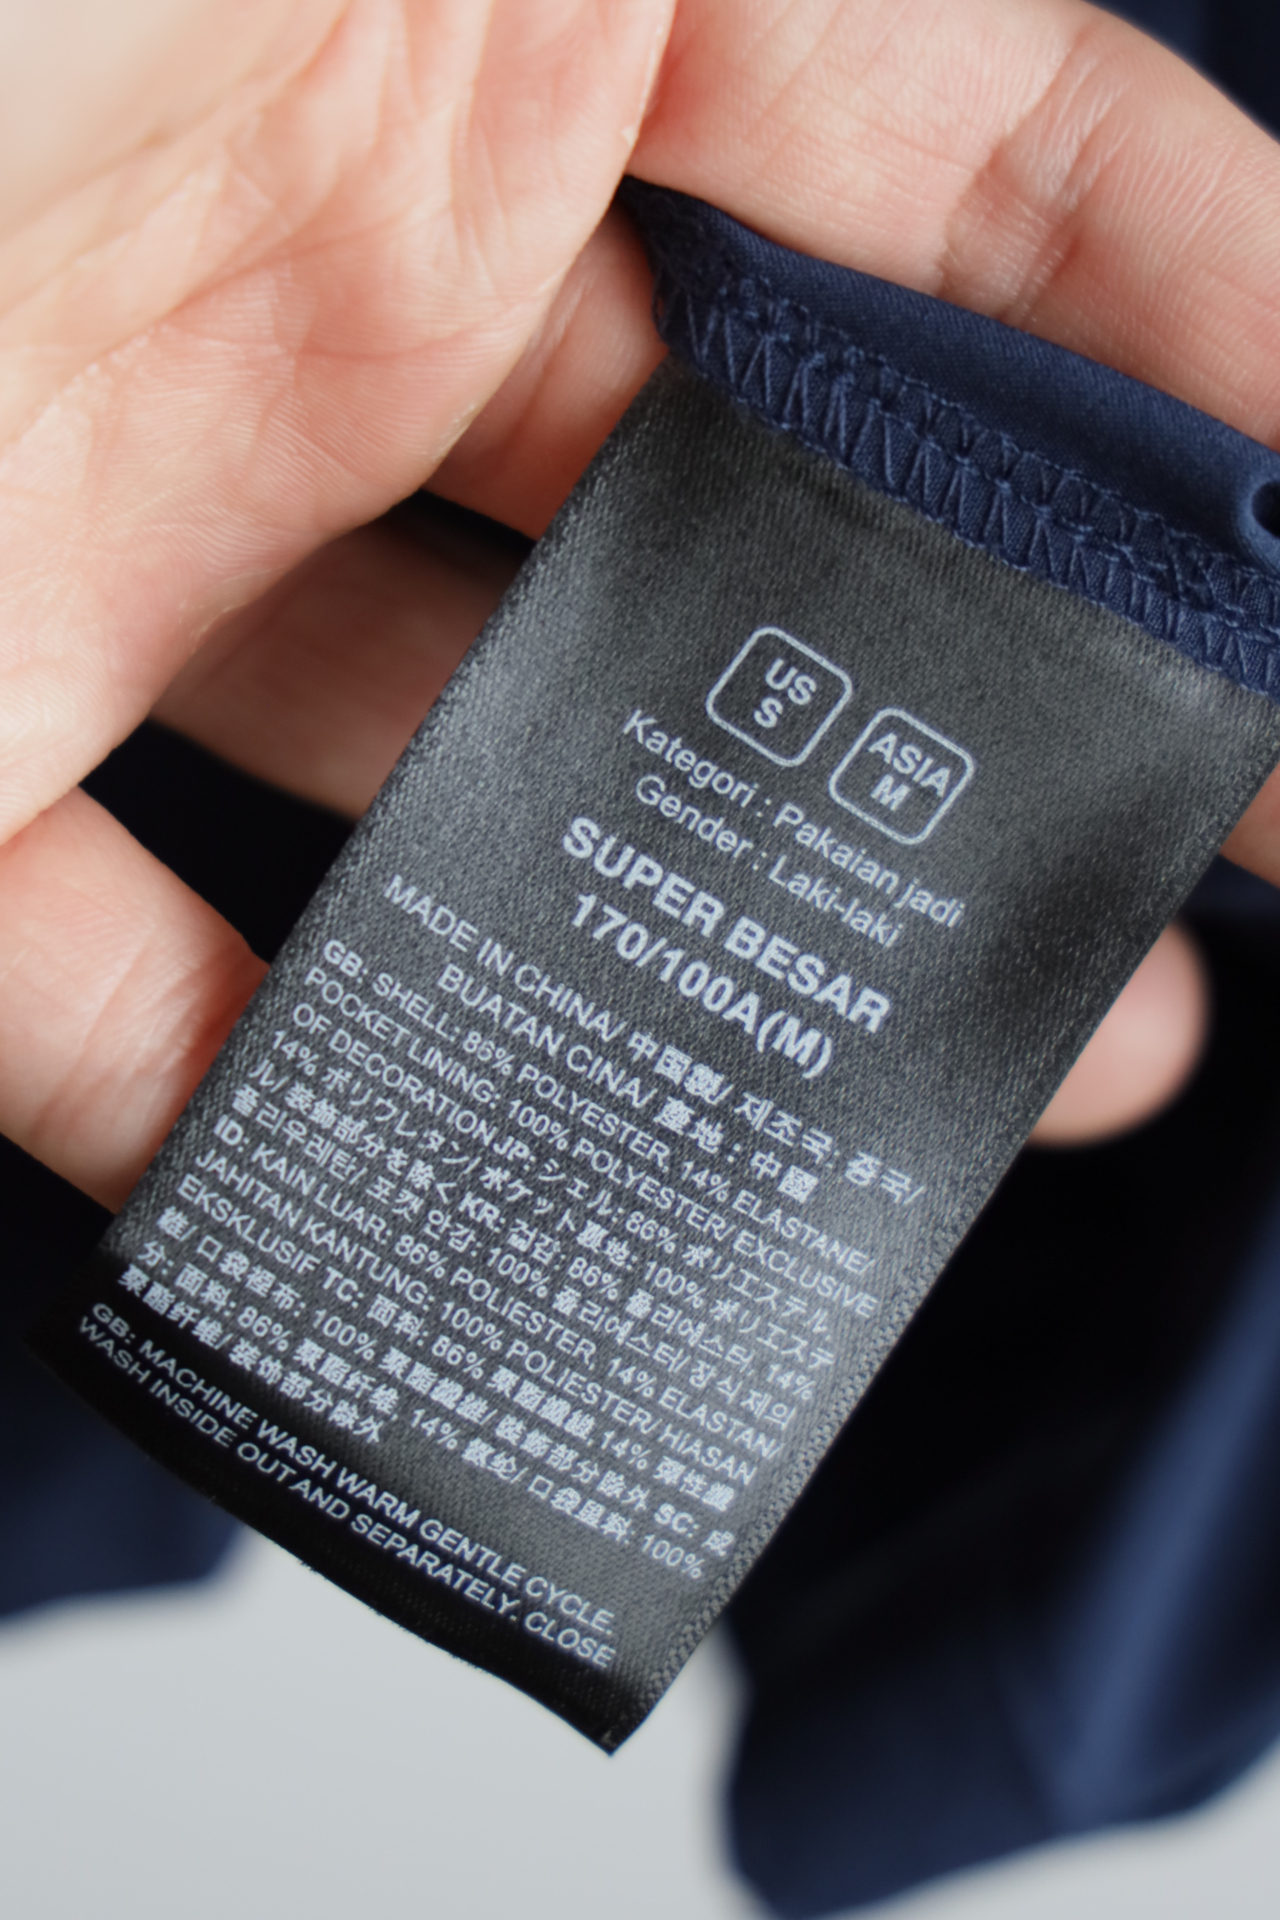 US
S
ASIA
M
Kategori : Pakaian jadi
Gender : Laki-laki
SUPER BESAR
170/100A(M)
MADE IN CHINA/ 中國製/ 제조국: 중국/
BUATAN CINA/ 產地 : 中國
GB: SHELL: 86% POLYESTER, 14% ELASTANE/
POCKET LINING: 100% POLYESTER/ EXCLUSIVE
OF DECORATION JP: シェル: 86% ポリエステル,
14% ポリウレタン/ ポケット裏地: 100% ポリエステ
ル/ 装飾部分を除く KR: 겉감: 86% 폴리에스터, 14%
폴리우레탄/ 포켓 안감: 100% 폴리에스터/ 장식 제외
ID: KAIN LUAR: 86% POLIESTER, 14% ELASTAN/
JAHITAN KANTUNG: 100% POLIESTER/ HIASAN
EKSKLUSIF TC: 面料: 86% 聚酯纖維, 14% 彈性纖
維/ 口袋裡布: 100% 聚酯纖維/ 裝飾部分除外 SC: 成
分: 面料: 86% 聚酯纤维, 14% 氨纶/ 口袋里料: 100%
聚酯纤维/ 装饰部分除外
GB: MACHINE WASH WARM GENTLE CYCLE.
WASH INSIDE OUT AND SEPARATELY. CLOSE